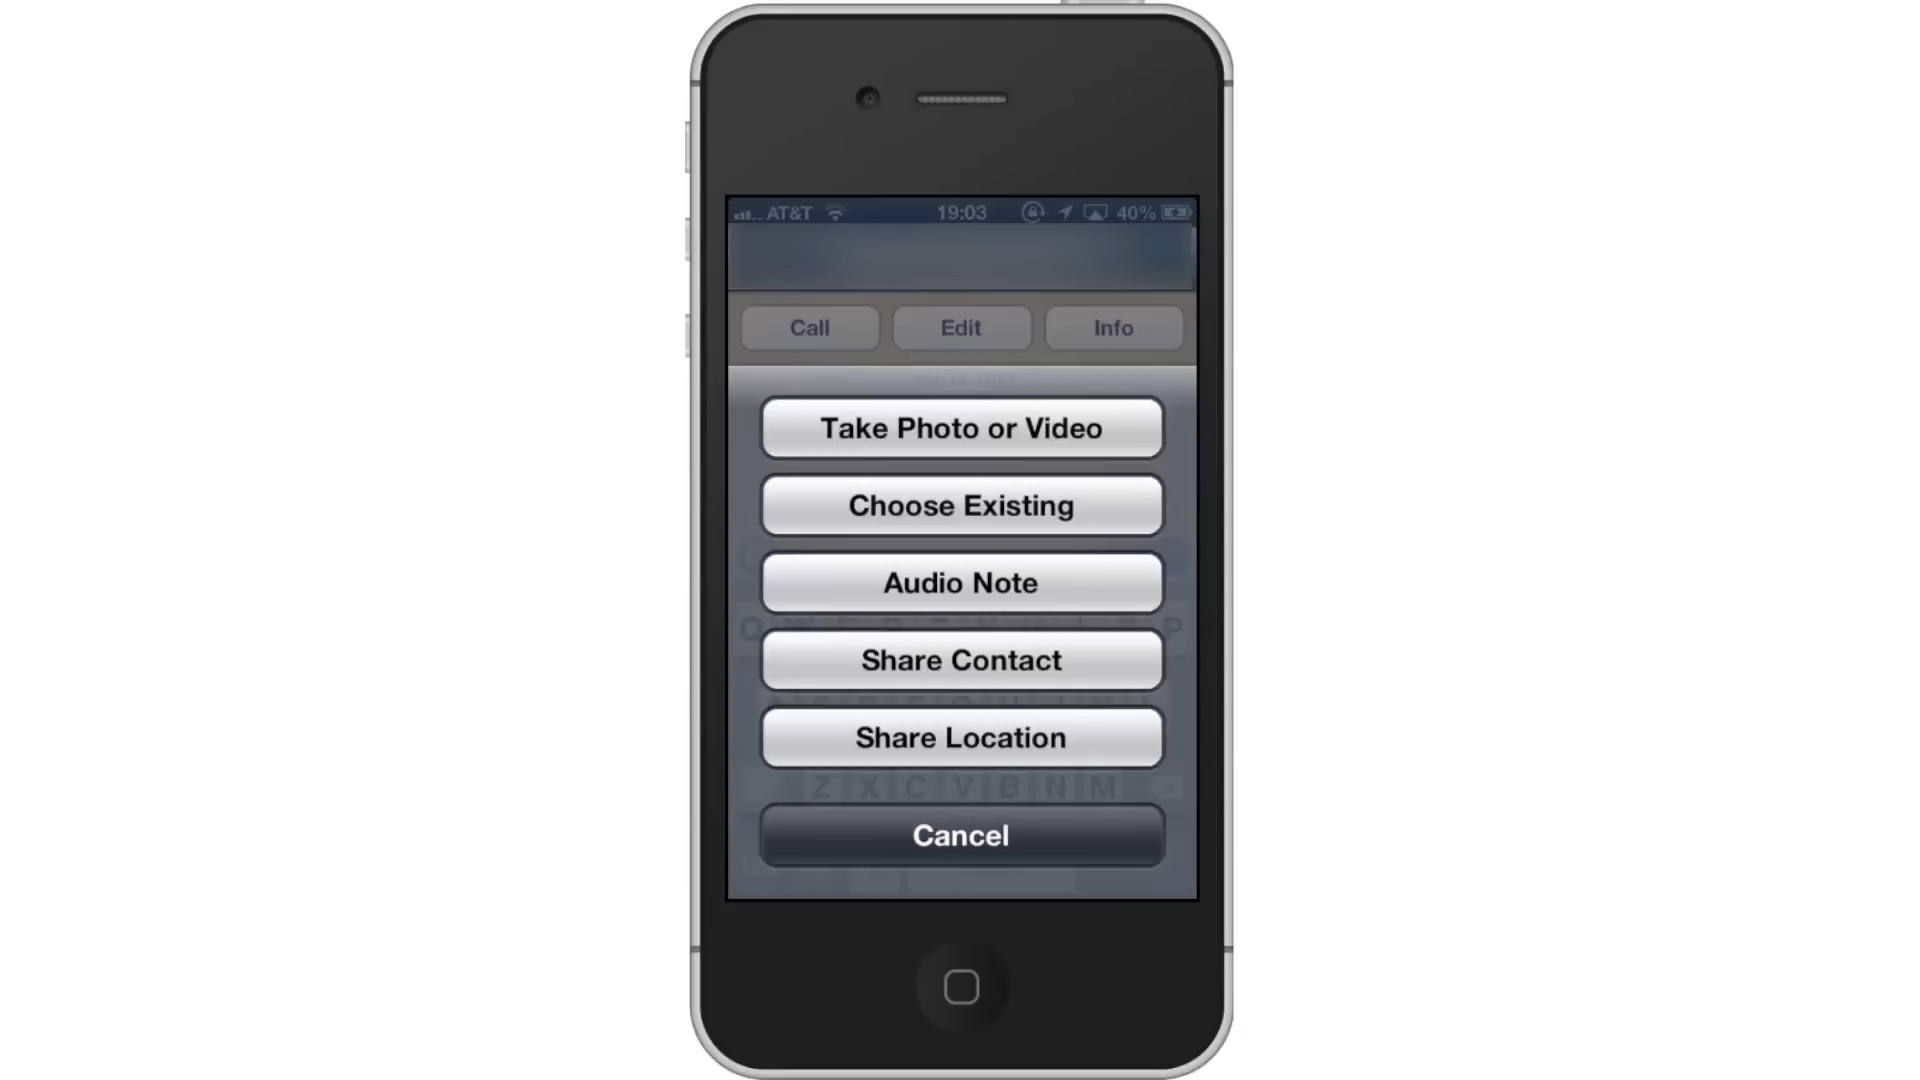 AT&T 19:03 40%
Call Edit Info
Take Photo or Video
Choose Existing
Audio Note
Share Contact
Share Location
Z X C V B N M
Cancel